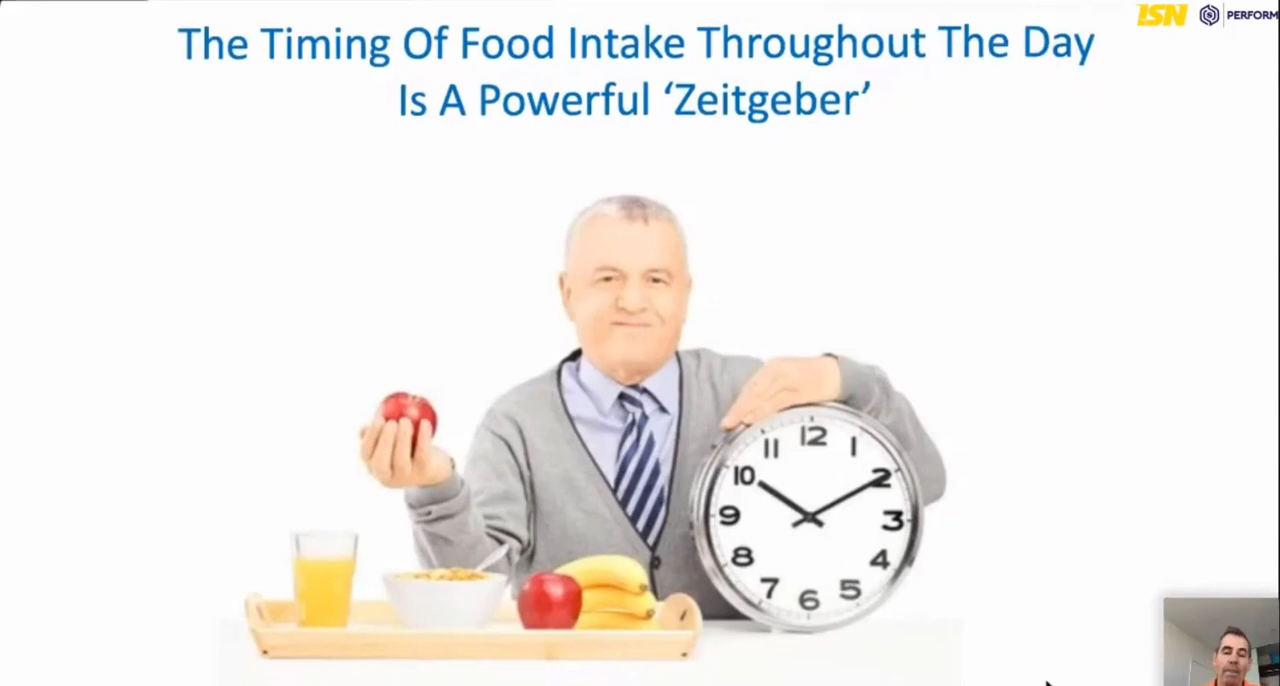 The Timing Of Food Intake Throughout The Day
Is A Powerful ‘Zeitgeber’
ISN PERFORM
12
11 1
10 2
9 3
8 4
7 5
6